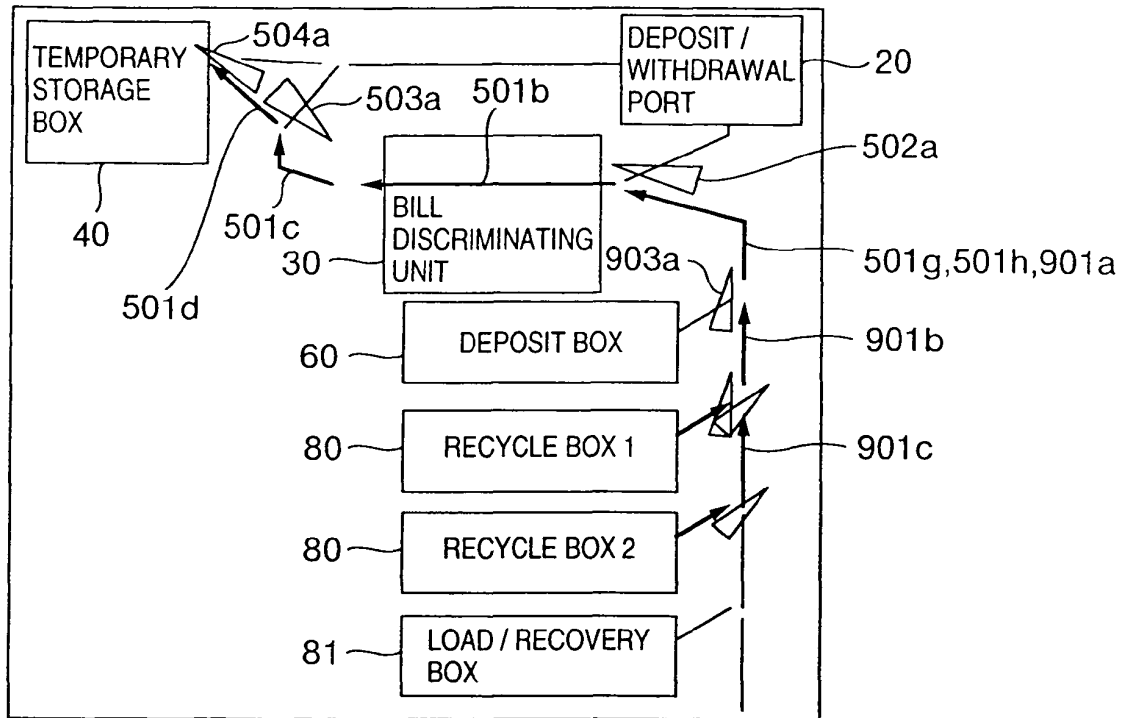 TEMPORARY
STORAGE
BOX
504a
DEPOSIT /
WITHDRAWAL
PORT
20
503a
501b
502a
40
501c
30
BILL
DISCRIMINATING
UNIT
903a
501g,501h,901a
501d
60
DEPOSIT BOX
901b
80
RECYCLE BOX 1
901c
80
RECYCLE BOX 2
81
LOAD / RECOVERY
BOX